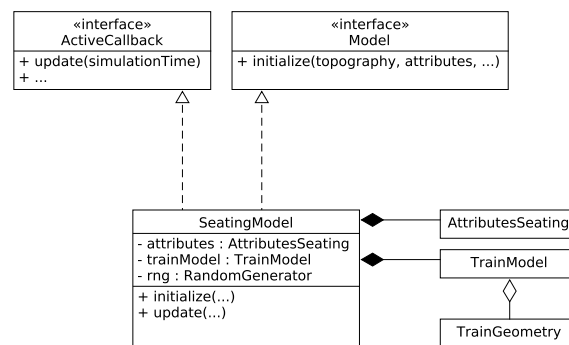 «interface»
ActiveCallback
+ update(simulationTime)
+ ...
«interface»
Model
+ initialize(topography, attributes, ...)
SeatingModel
- attributes : AttributesSeating
- trainModel : TrainModel
- rng : RandomGenerator
+ initialize(...)
+ update(...)
AttributesSeating
TrainModel
TrainGeometry